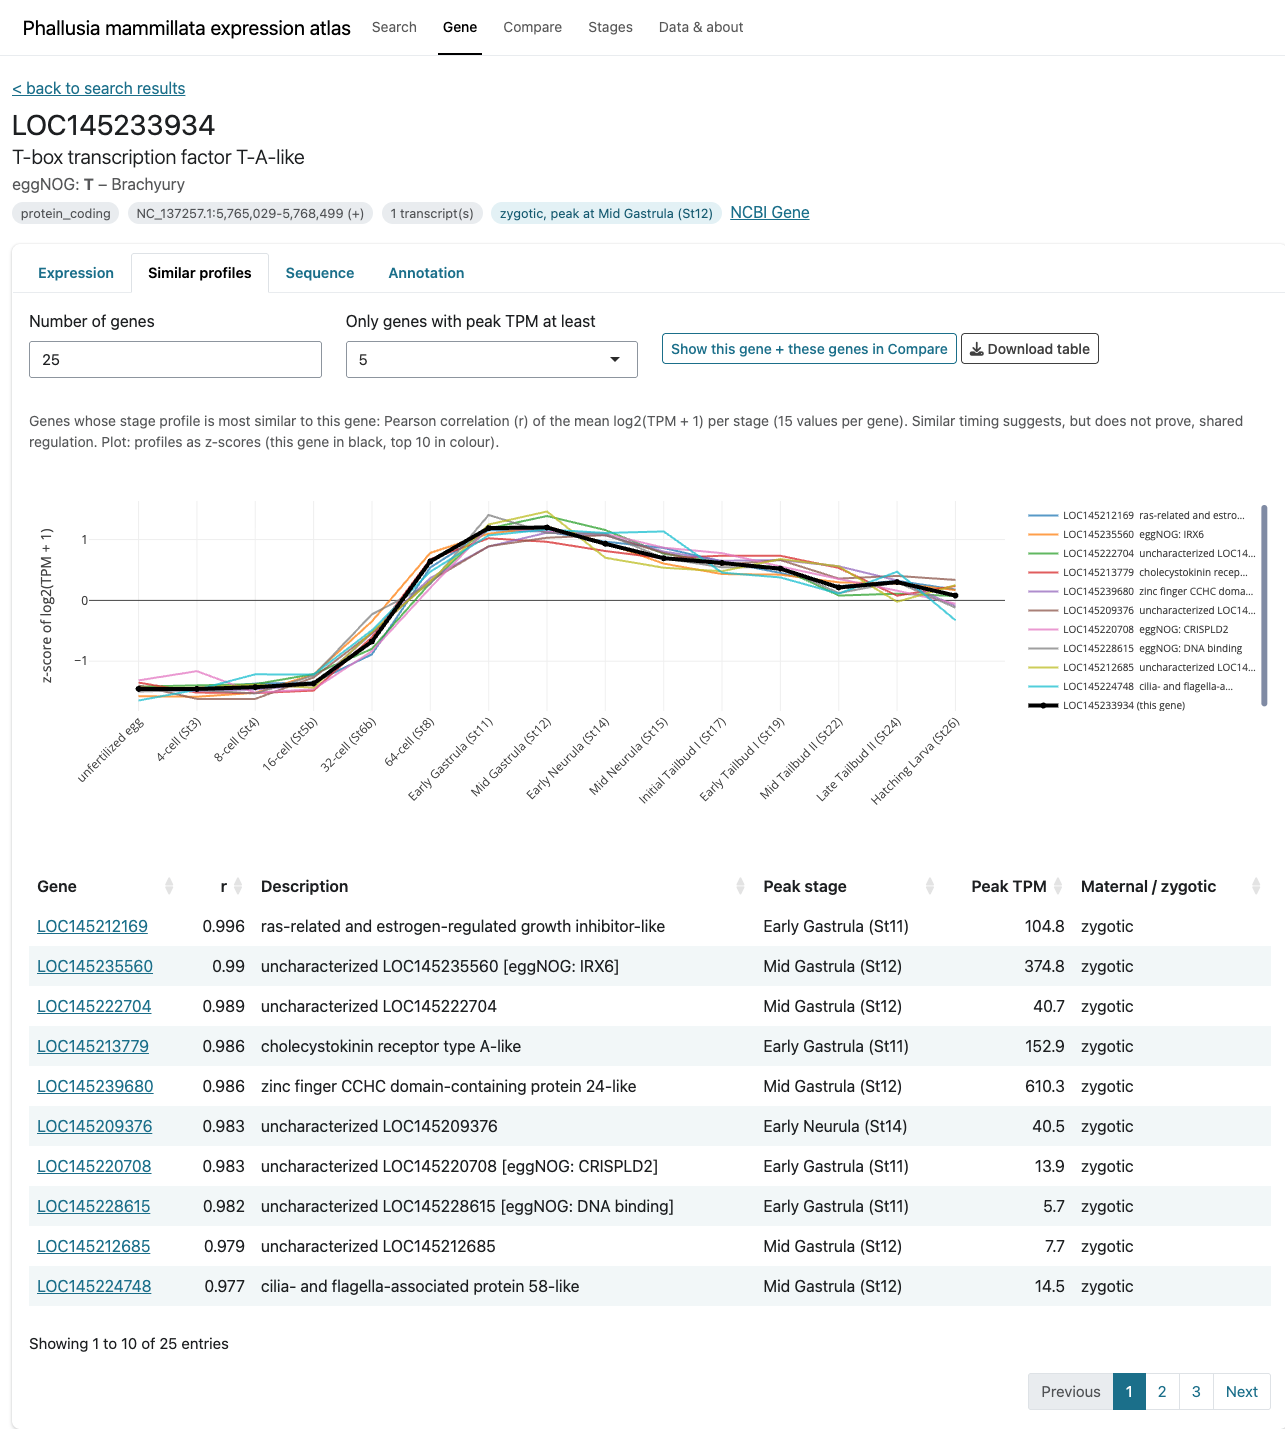 Phallusia mammillata expression atlas Search Gene Compare Stages Data & about
< back to search results
LOC145233934
T-box transcription factor T-A-like
eggNOG: T – Brachyury
protein_coding NC_137257.1:5,765,029-5,768,499 (+) 1 transcript(s) zygotic, peak at Mid Gastrula (St12) NCBI Gene
Expression Similar profiles Sequence Annotation
Number of genes Only genes with peak TPM at least
25 5 Show this gene + these genes in Compare Download table
Genes whose stage profile is most similar to this gene: Pearson correlation (r) of the mean log2(TPM + 1) per stage (15 values per gene). Similar timing suggests, but does not prove, shared
regulation. Plot: profiles as z-scores (this gene in black, top 10 in colour).
z-score of log2(TPM + 1)
1
0
−1
unfertilized egg
4-cell (St3)
8-cell (St4)
16-cell (St5b)
32-cell (St6b)
64-cell (St8)
Early Gastrula (St11)
Mid Gastrula (St12)
Early Neurula (St14)
Mid Neurula (St15)
Initial Tailbud I (St17)
Early Tailbud I (St19)
Mid Tailbud II (St22)
Late Tailbud II (St24)
Hatching Larva (St26)
LOC145212169 ras-related and estro...
LOC145235560 eggNOG: IRX6
LOC145222704 uncharacterized LOC14...
LOC145213779 cholecystokinin recep...
LOC145239680 zinc finger CCHC doma...
LOC145209376 uncharacterized LOC14...
LOC145220708 eggNOG: CRISPLD2
LOC145228615 eggNOG: DNA binding
LOC145212685 uncharacterized LOC14...
LOC145224748 cilia- and flagella-a...
LOC145233934 (this gene)
Gene r Description Peak stage Peak TPM Maternal / zygotic
LOC145212169 0.996 ras-related and estrogen-regulated growth inhibitor-like Early Gastrula (St11) 104.8 zygotic
LOC145235560 0.99 uncharacterized LOC145235560 [eggNOG: IRX6] Mid Gastrula (St12) 374.8 zygotic
LOC145222704 0.989 uncharacterized LOC145222704 Mid Gastrula (St12) 40.7 zygotic
LOC145213779 0.986 cholecystokinin receptor type A-like Early Gastrula (St11) 152.9 zygotic
LOC145239680 0.986 zinc finger CCHC domain-containing protein 24-like Mid Gastrula (St12) 610.3 zygotic
LOC145209376 0.983 uncharacterized LOC145209376 Early Neurula (St14) 40.5 zygotic
LOC145220708 0.983 uncharacterized LOC145220708 [eggNOG: CRISPLD2] Early Gastrula (St11) 13.9 zygotic
LOC145228615 0.982 uncharacterized LOC145228615 [eggNOG: DNA binding] Early Gastrula (St11) 5.7 zygotic
LOC145212685 0.979 uncharacterized LOC145212685 Mid Gastrula (St12) 7.7 zygotic
LOC145224748 0.977 cilia- and flagella-associated protein 58-like Mid Gastrula (St12) 14.5 zygotic
Showing 1 to 10 of 25 entries
Previous 1 2 3 Next